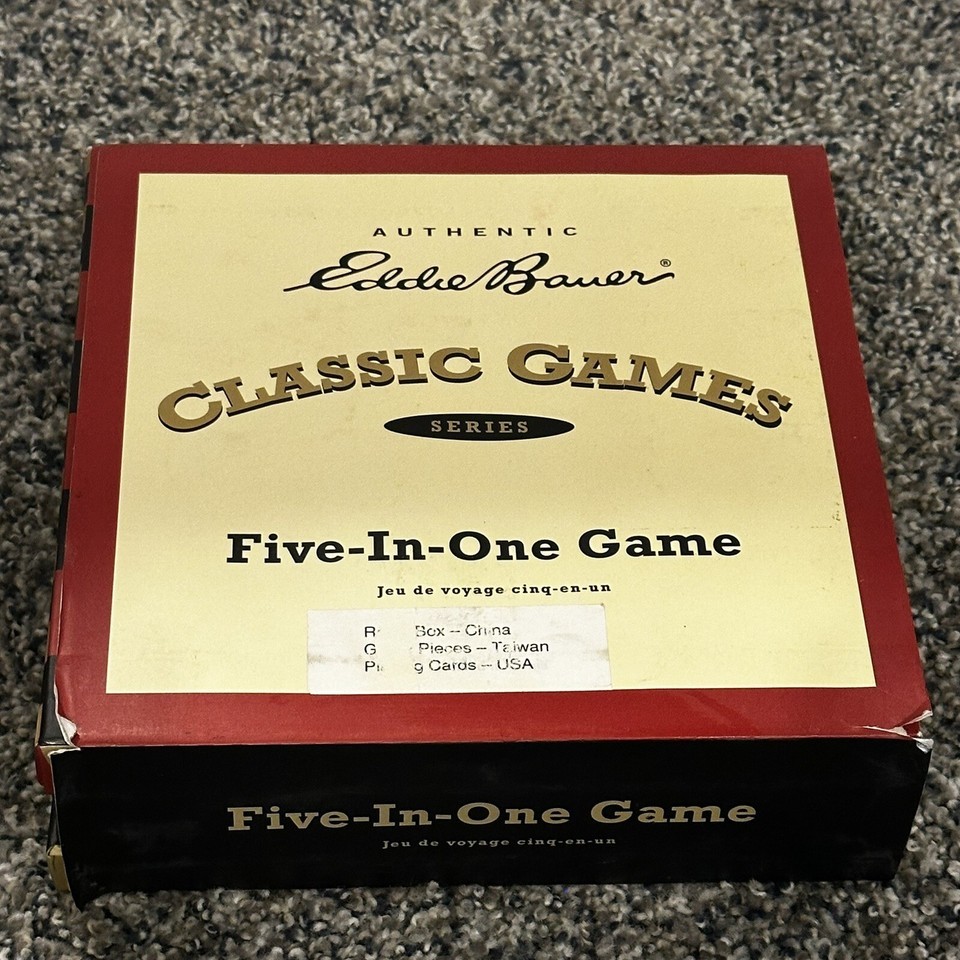 AUTHENTIC
Eddie Bauer®
CLASSIC GAMES
SERIES
Five-In-One Game
Jeu de voyage cinq-en-un
Box – China
Pieces – Taiwan
Cards – USA
Five-In-One Game
Jeu de voyage cinq-en-un